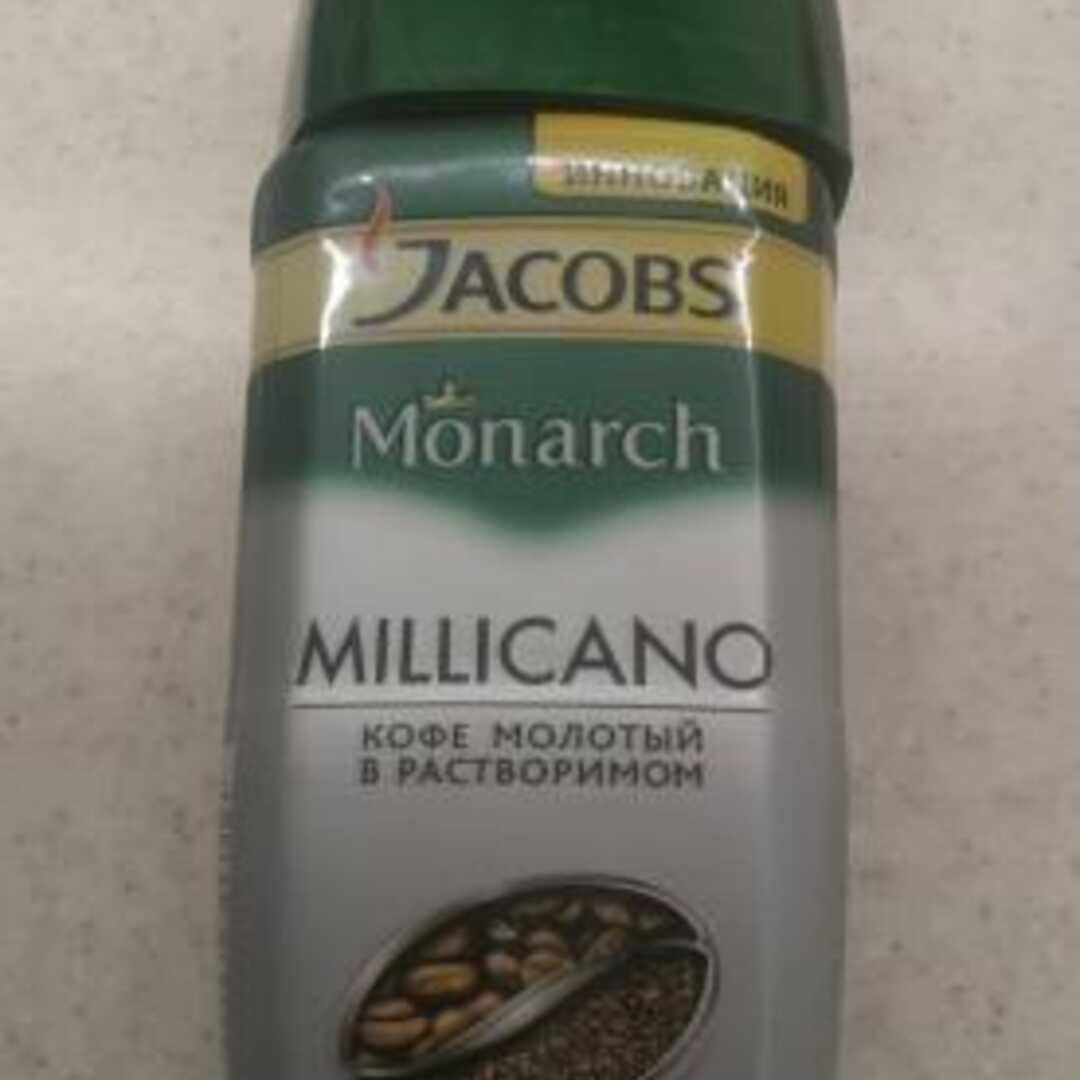 ИННОВАЦИЯ
JACOBS
Monarch
MILLICANO
КОФЕ МОЛОТЫЙ
В РАСТВОРИМОМ